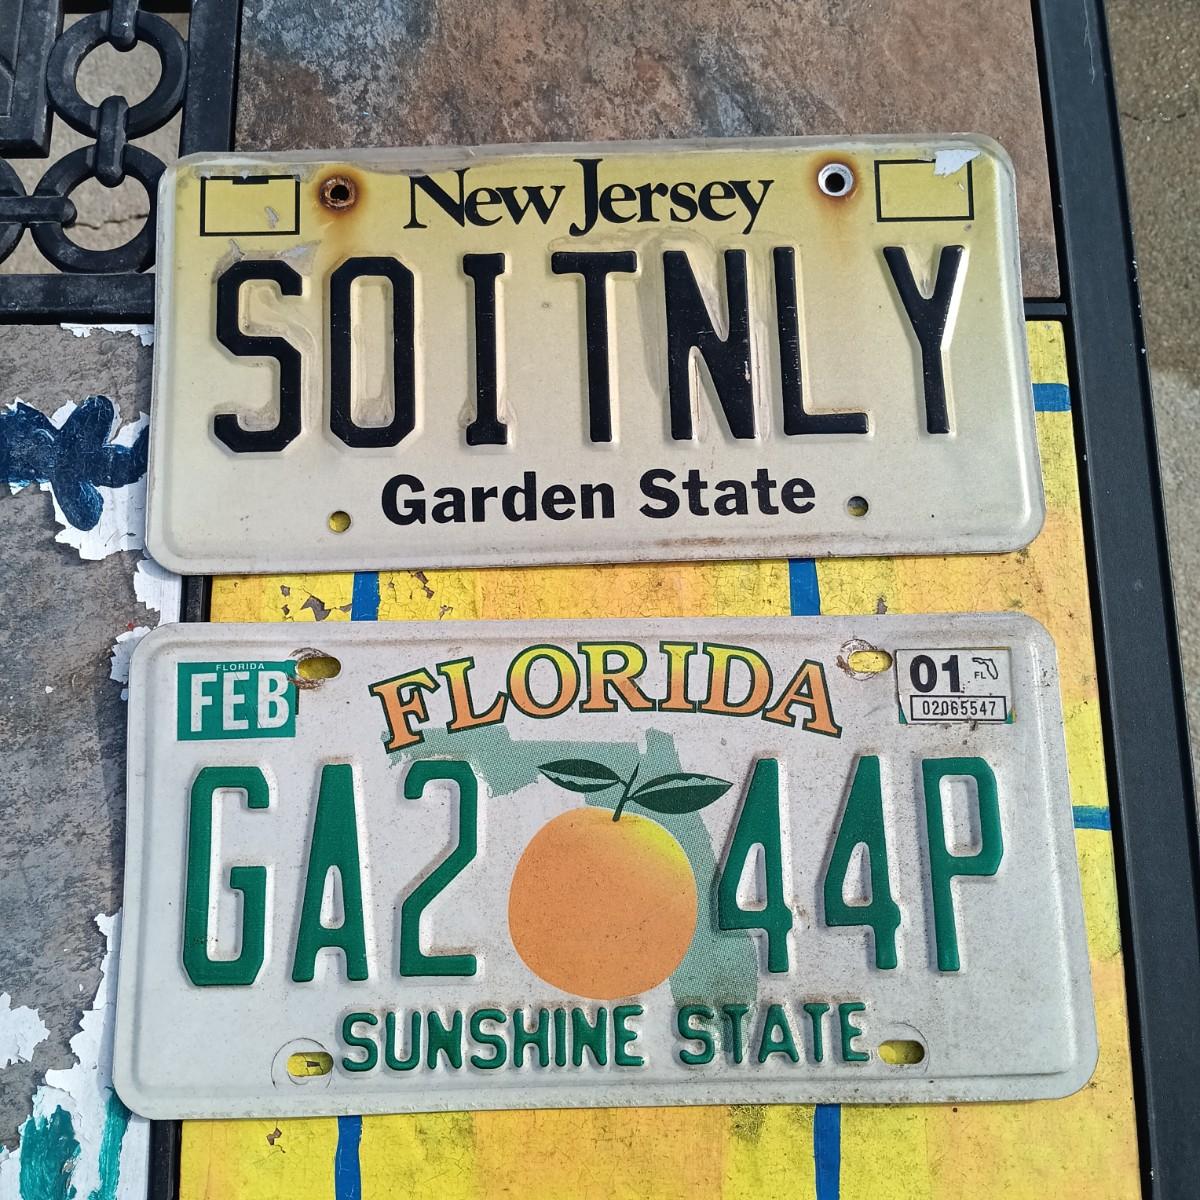 New Jersey
SOITNLY
Garden State
FLORIDA
FEB
FLORIDA
01 FL
02065547
GA2 44P
SUNSHINE STATE